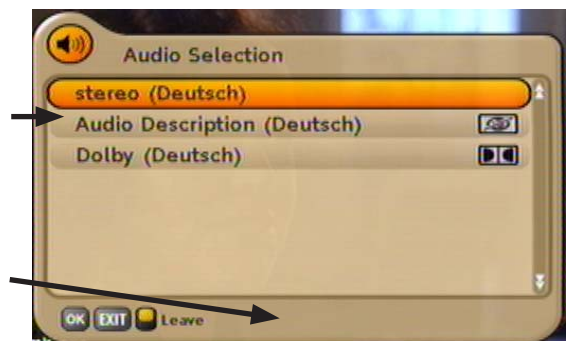 Audio Selection
stereo (Deutsch)
Audio Description (Deutsch)
Dolby (Deutsch)
OK EXIT Leave